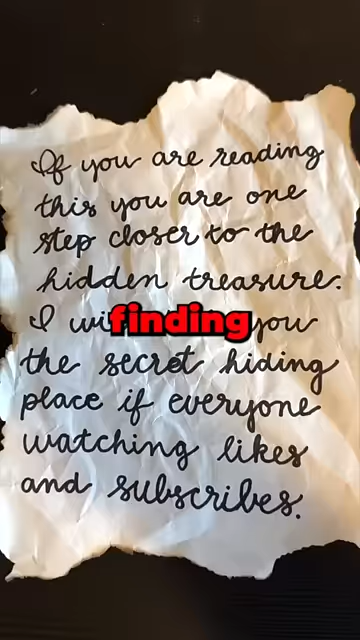 If you are reading
this you are one
step closer to the
hidden treasure.
I wi finding you
the secret hiding
place if everyone
watching likes
and subscribes.